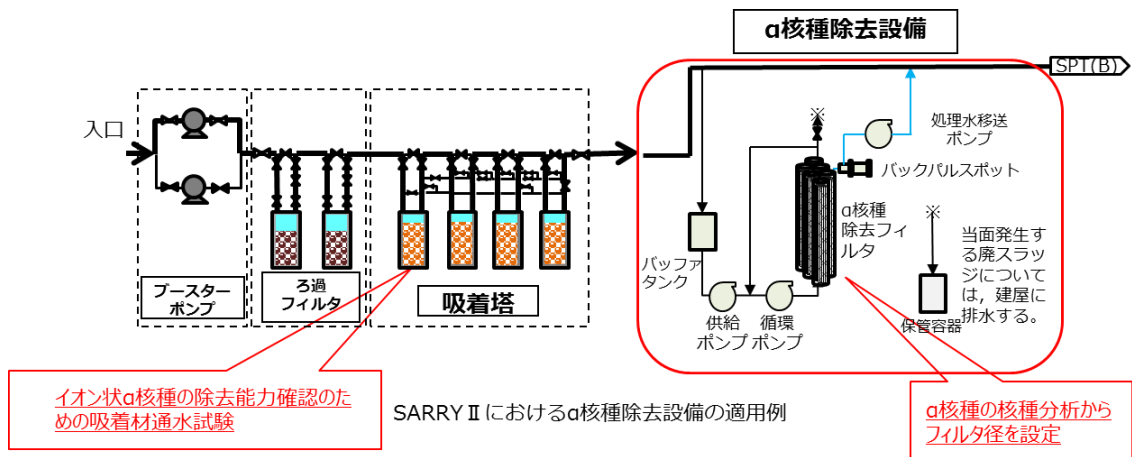 α核種除去設備
SPT(B)
入口
※
処理水移送
ポンプ
バックパルスポット
α核種
除去フィ
ルタ
※
当面発生す
る廃スラッ
ジについて
は，建屋に
排水する。
バッファ
タンク
保管容器
供給
ポンプ
循環
ポンプ
ブースター
ポンプ
ろ過
フィルタ
吸着塔
イオン状α核種の除去能力確認のた
めの吸着材通水試験
SARRYⅡにおけるα核種除去設備の適用例
α核種の核種分析から
フィルタ径を設定